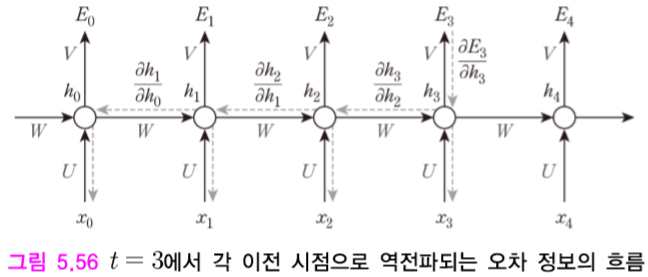 E₀ E₁ E₂ E₃ E₄
V V V V ∂E₃/∂h₃ V
∂h₁/∂h₀ ∂h₂/∂h₁ ∂h₃/∂h₂
h₀ h₁ h₂ h₃ h₄
W W W W W
U U U U U
x₀ x₁ x₂ x₃ x₄
그림 5.56 t = 3에서 각 이전 시점으로 역전파되는 오차 정보의 흐름